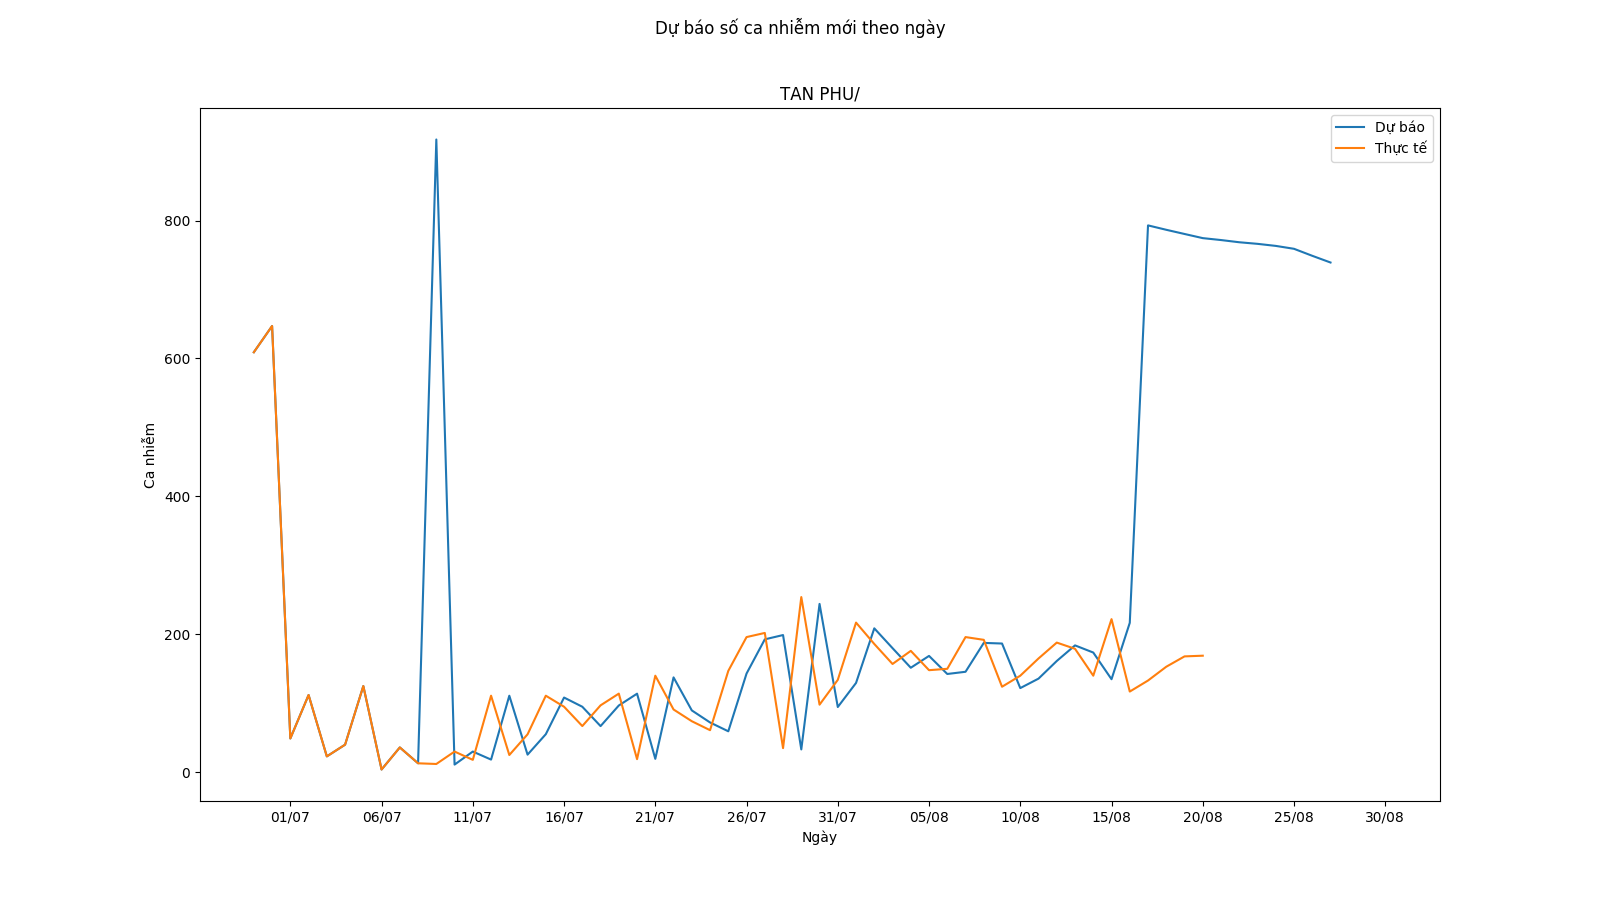 Dự báo số ca nhiễm mới theo ngày
TAN PHU/
Dự báo
Thực tế
800
600
400
200
0
Ca nhiễm
01/07 06/07 11/07 16/07 21/07 26/07 31/07 05/08 10/08 15/08 20/08 25/08 30/08
Ngày